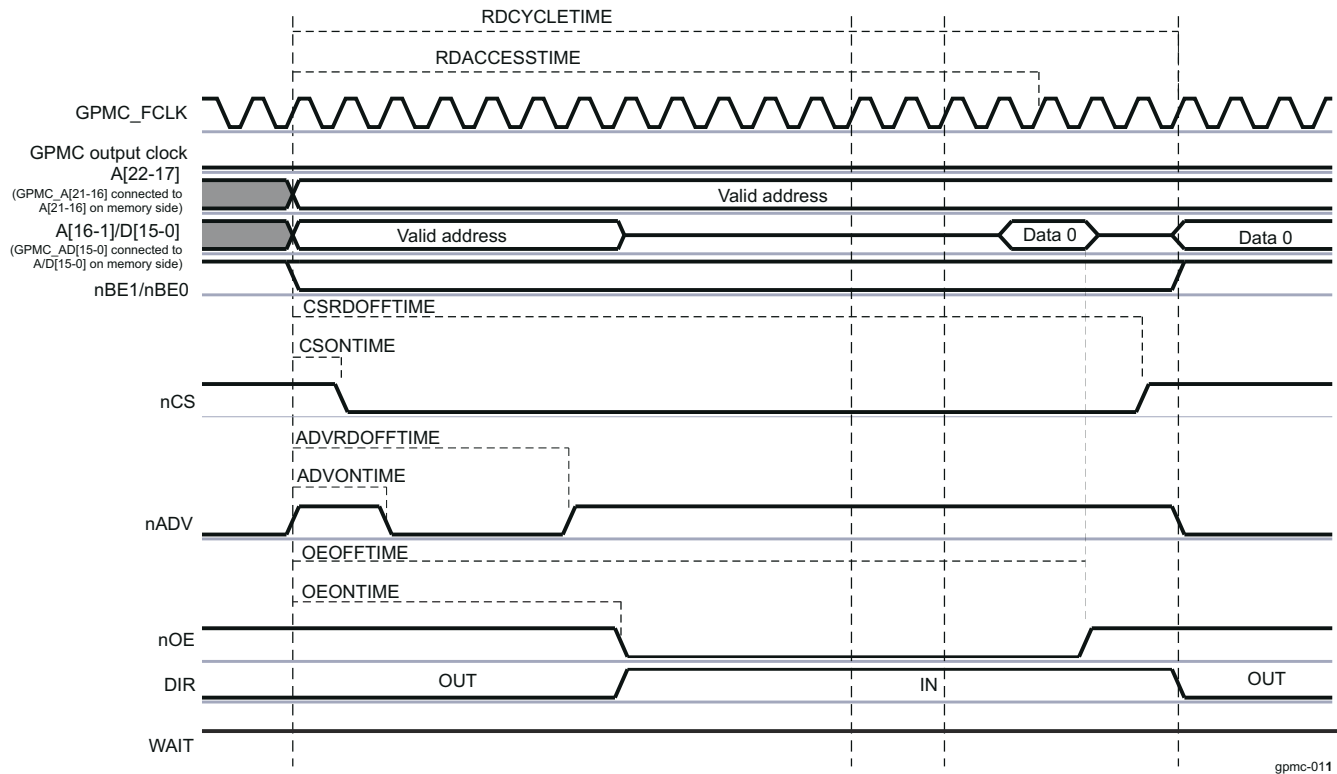 RDCYCLETIME
RDACCESSTIME
GPMC_FCLK
GPMC output clock
A[22-17]
(GPMC_A[21-16] connected to
A[21-16] on memory side)
Valid address
A[16-1]/D[15-0]
(GPMC_AD[15-0] connected to
A/D[15-0] on memory side)
Valid address
Data 0
Data 0
nBE1/nBE0
CSRDOFFTIME
CSONTIME
nCS
ADVRDOFFTIME
ADVONTIME
nADV
OEOFFTIME
OEONTIME
nOE
DIR
OUT
IN
OUT
WAIT
gpmc-011